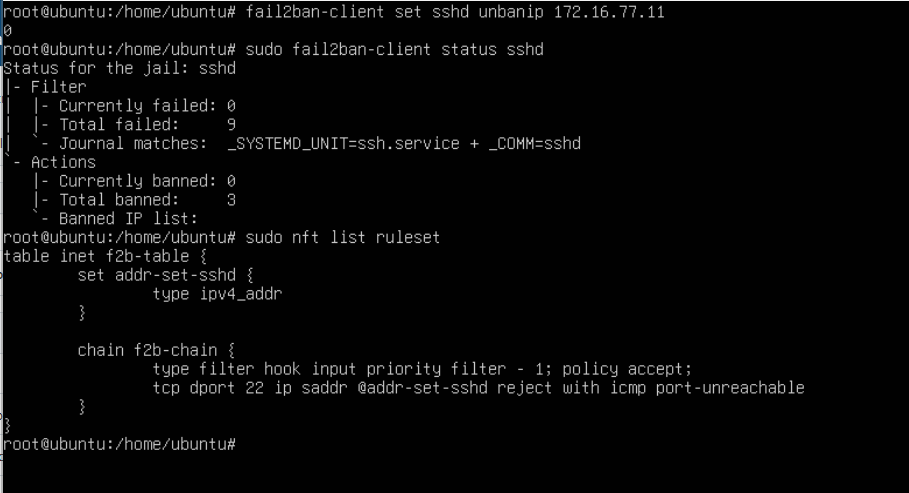 root@ubuntu:/home/ubuntu# fail2ban-client set sshd unbanip 172.16.77.11
0
root@ubuntu:/home/ubuntu# sudo fail2ban-client status sshd
Status for the jail: sshd
|- Filter
|  |- Currently failed: 0
|  |- Total failed:     9
|  `- Journal matches:  _SYSTEMD_UNIT=ssh.service + _COMM=sshd
`- Actions
   |- Currently banned: 0
   |- Total banned:     3
   `- Banned IP list:
root@ubuntu:/home/ubuntu# sudo nft list ruleset
table inet f2b-table {
        set addr-set-sshd {
                type ipv4_addr
        }

        chain f2b-chain {
                type filter hook input priority filter - 1; policy accept;
                tcp dport 22 ip saddr @addr-set-sshd reject with icmp port-unreachable
        }
}
root@ubuntu:/home/ubuntu#